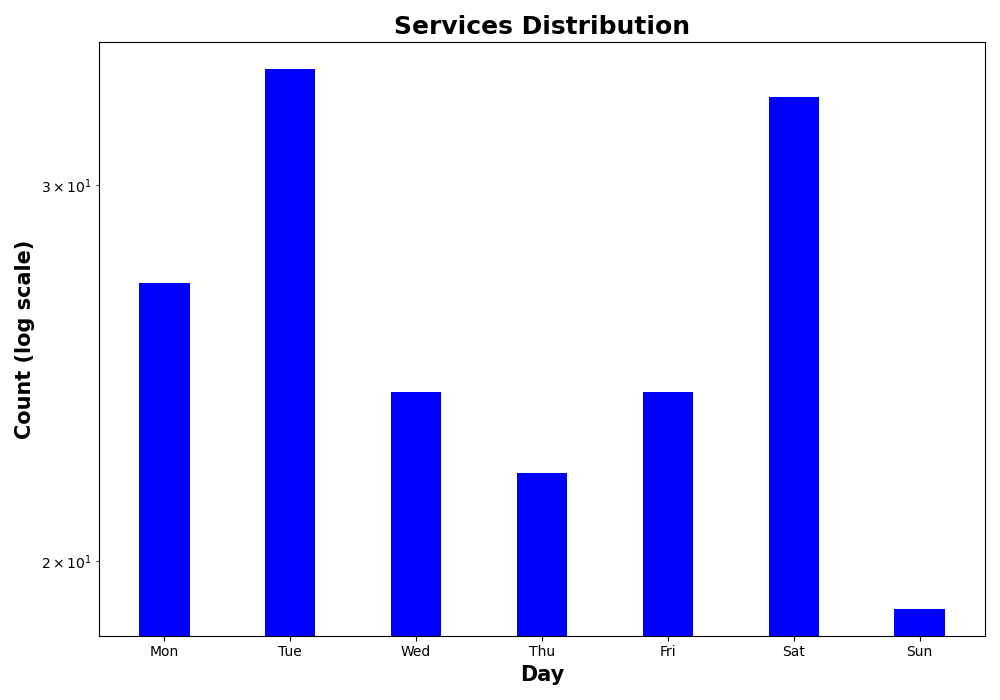 Services Distribution
Count (log scale)
3 × 10¹
2 × 10¹
Mon Tue Wed Thu Fri Sat Sun
Day